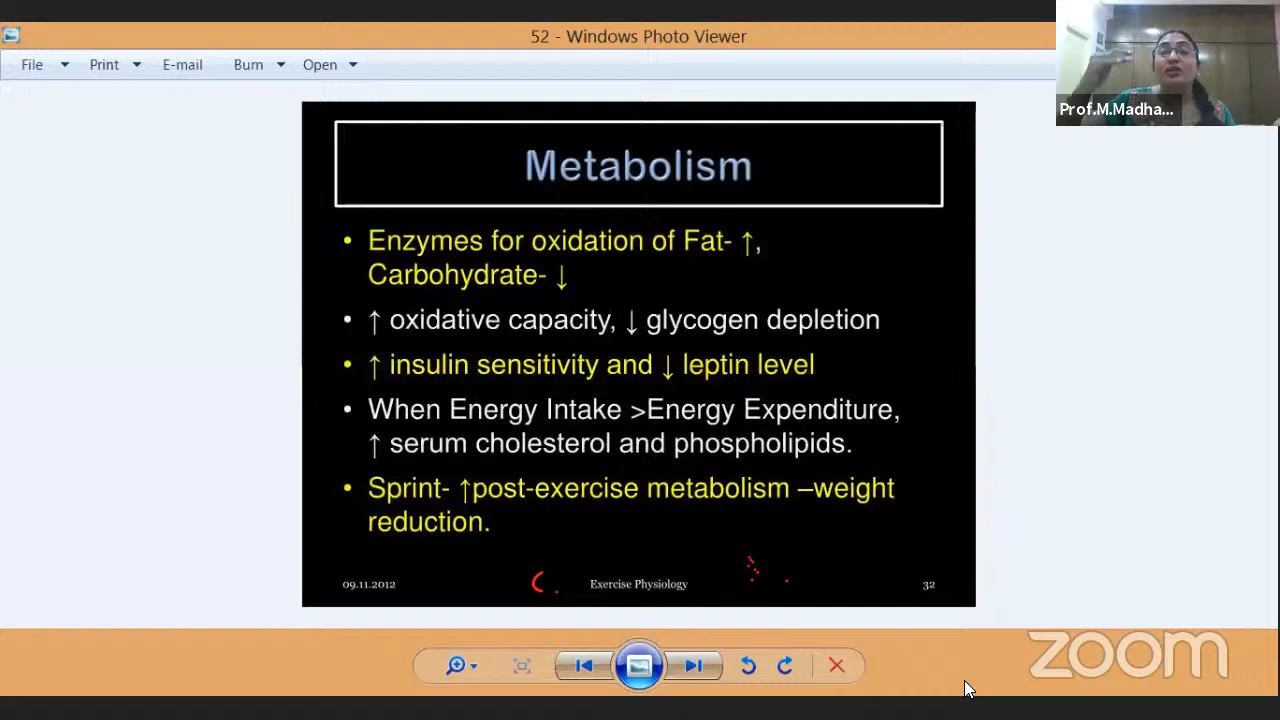 52 - Windows Photo Viewer
File Print E-mail Burn Open
Prof.M.Madha...
Metabolism
• Enzymes for oxidation of Fat- ↑,
Carbohydrate- ↓
• ↑ oxidative capacity, ↓ glycogen depletion
• ↑ insulin sensitivity and ↓ leptin level
• When Energy Intake >Energy Expenditure,
↑ serum cholesterol and phospholipids.
• Sprint- ↑post-exercise metabolism –weight
reduction.
09.11.2012 Exercise Physiology 32
zoom